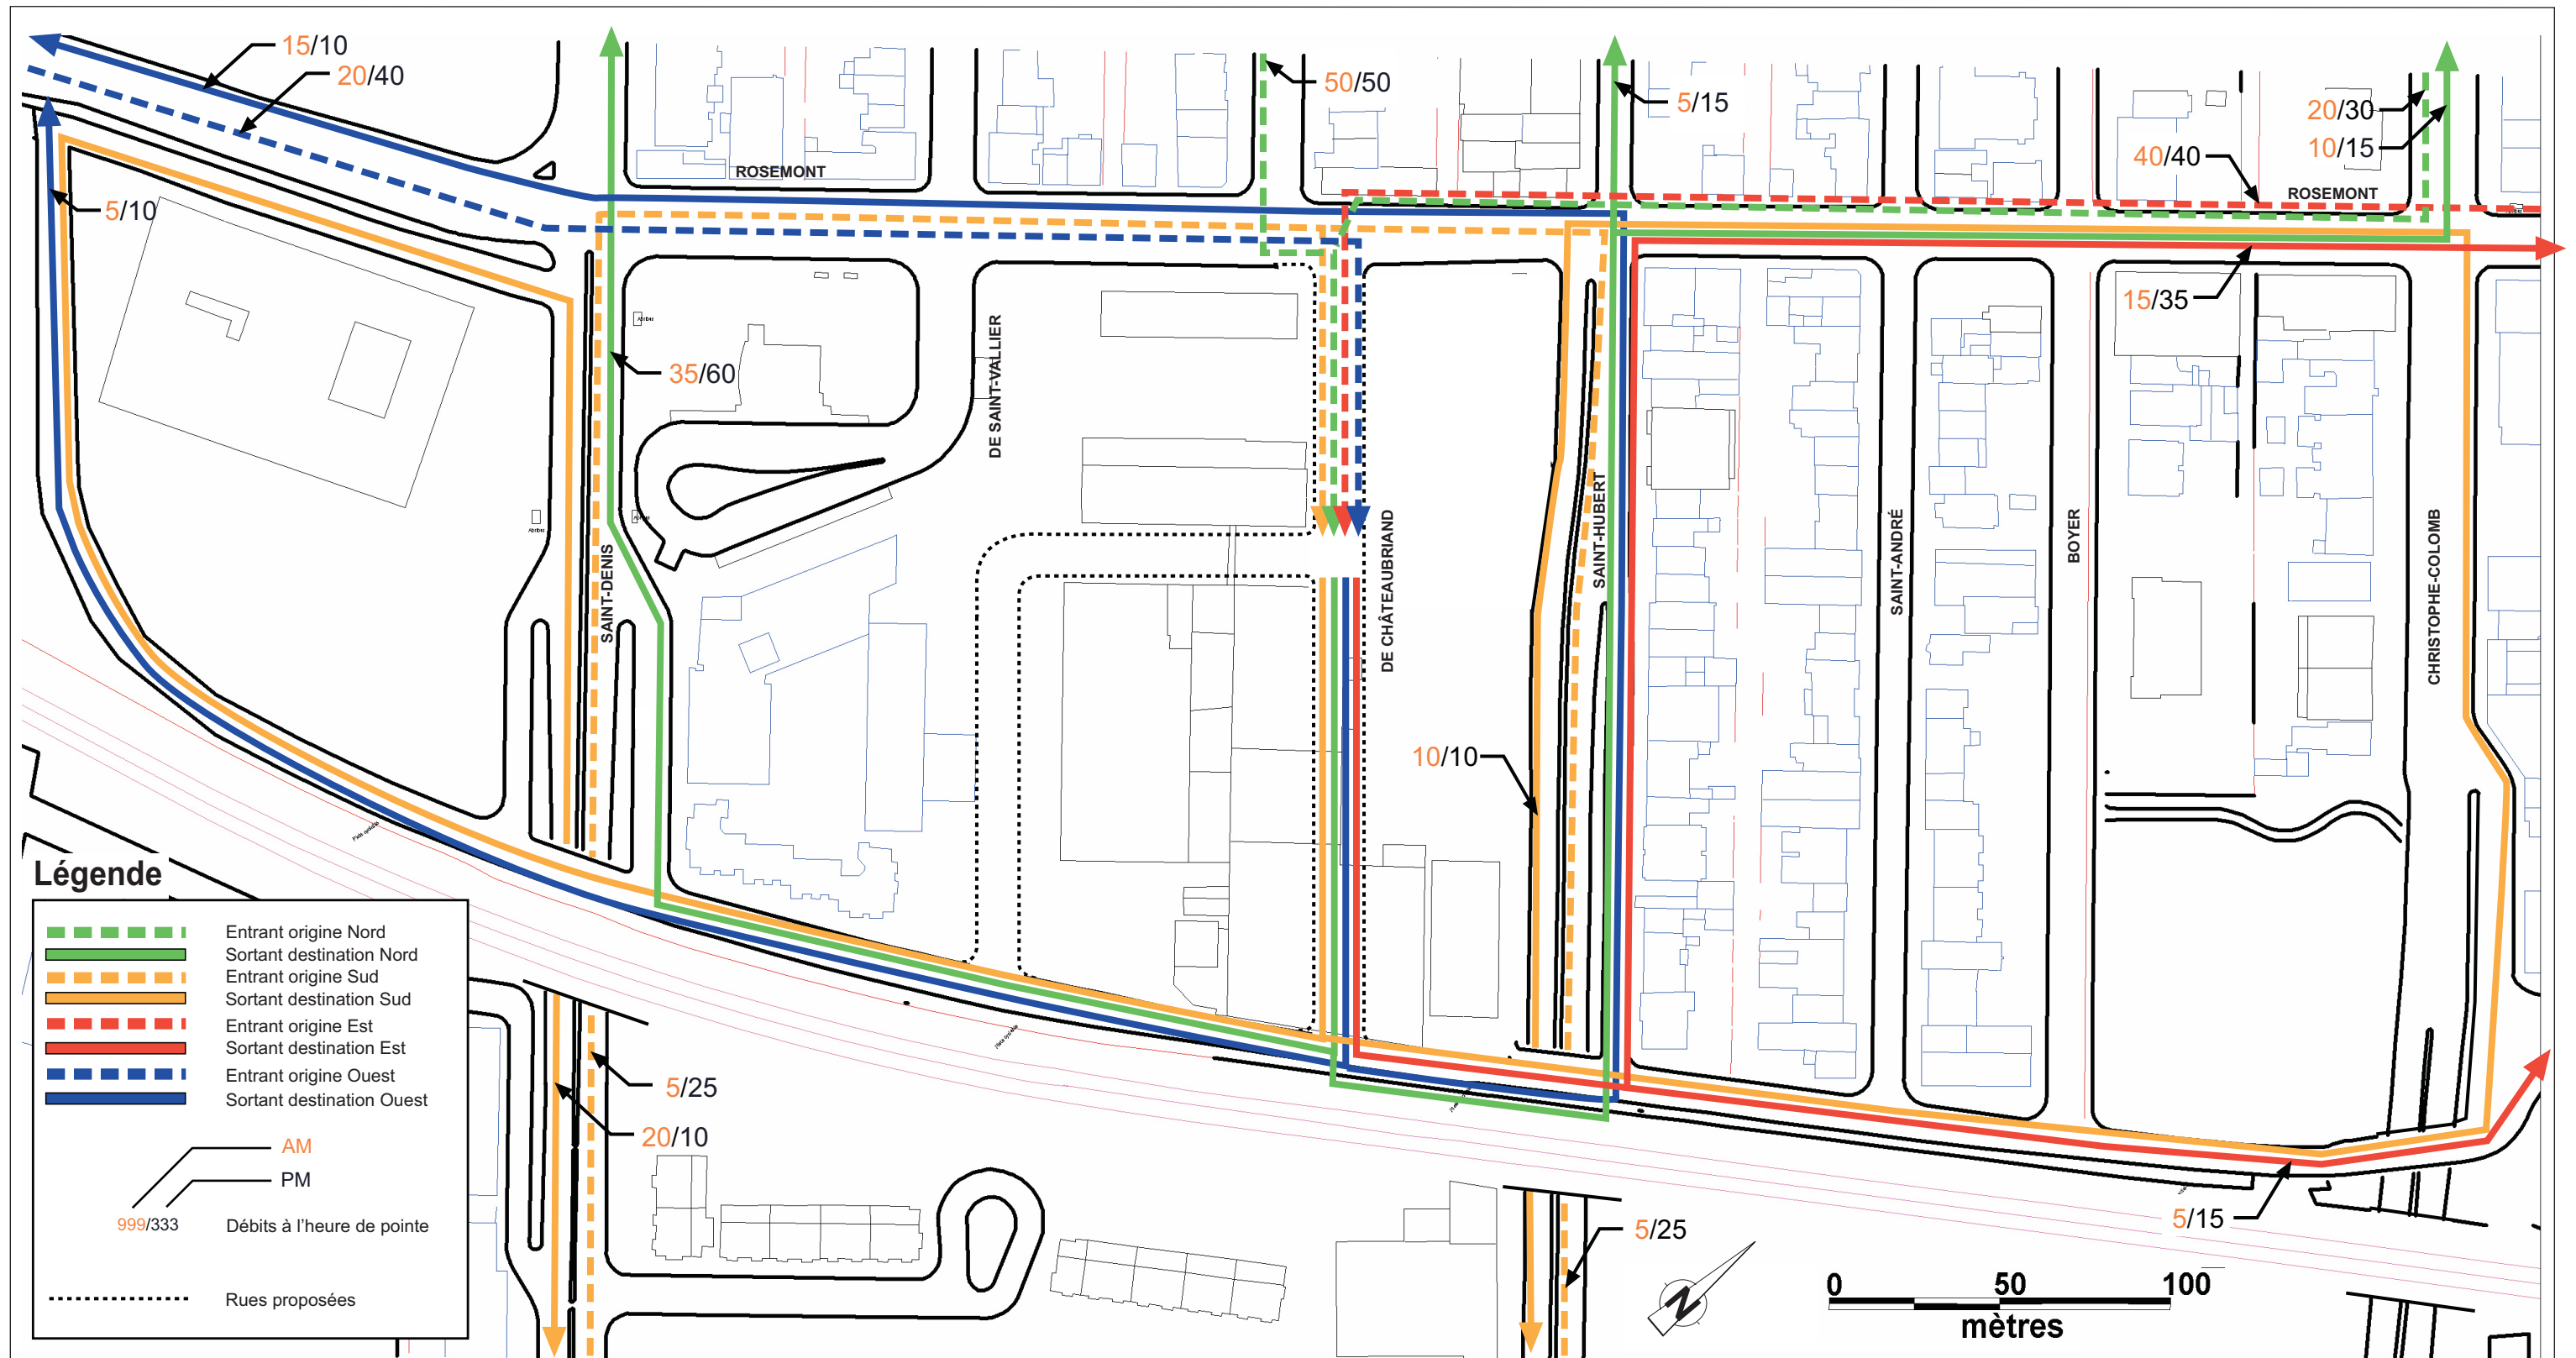 15/10
20/40
50/50
5/15
20/30
10/15
40/40
ROSEMONT
ROSEMONT
5/10
15/35
35/60
DE SAINT-VALLIER
SAINT-DENIS
DE CHÂTEAUBRIAND
SAINT-HUBERT
SAINT-ANDRÉ
BOYER
CHRISTOPHE-COLOMB
10/10
Légende
Entrant origine Nord
Sortant destination Nord
Entrant origine Sud
Sortant destination Sud
Entrant origine Est
Sortant destination Est
Entrant origine Ouest
Sortant destination Ouest
AM
PM
999/333 Débits à l'heure de pointe
Rues proposées
5/25
20/10
5/25
5/15
N
0 50 100
mètres